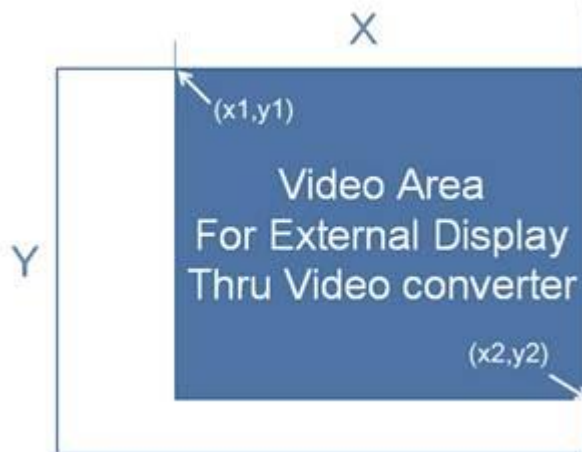 X
(x1,y1)
Video Area
For External Display
Y
Thru Video converter
(x2,y2)